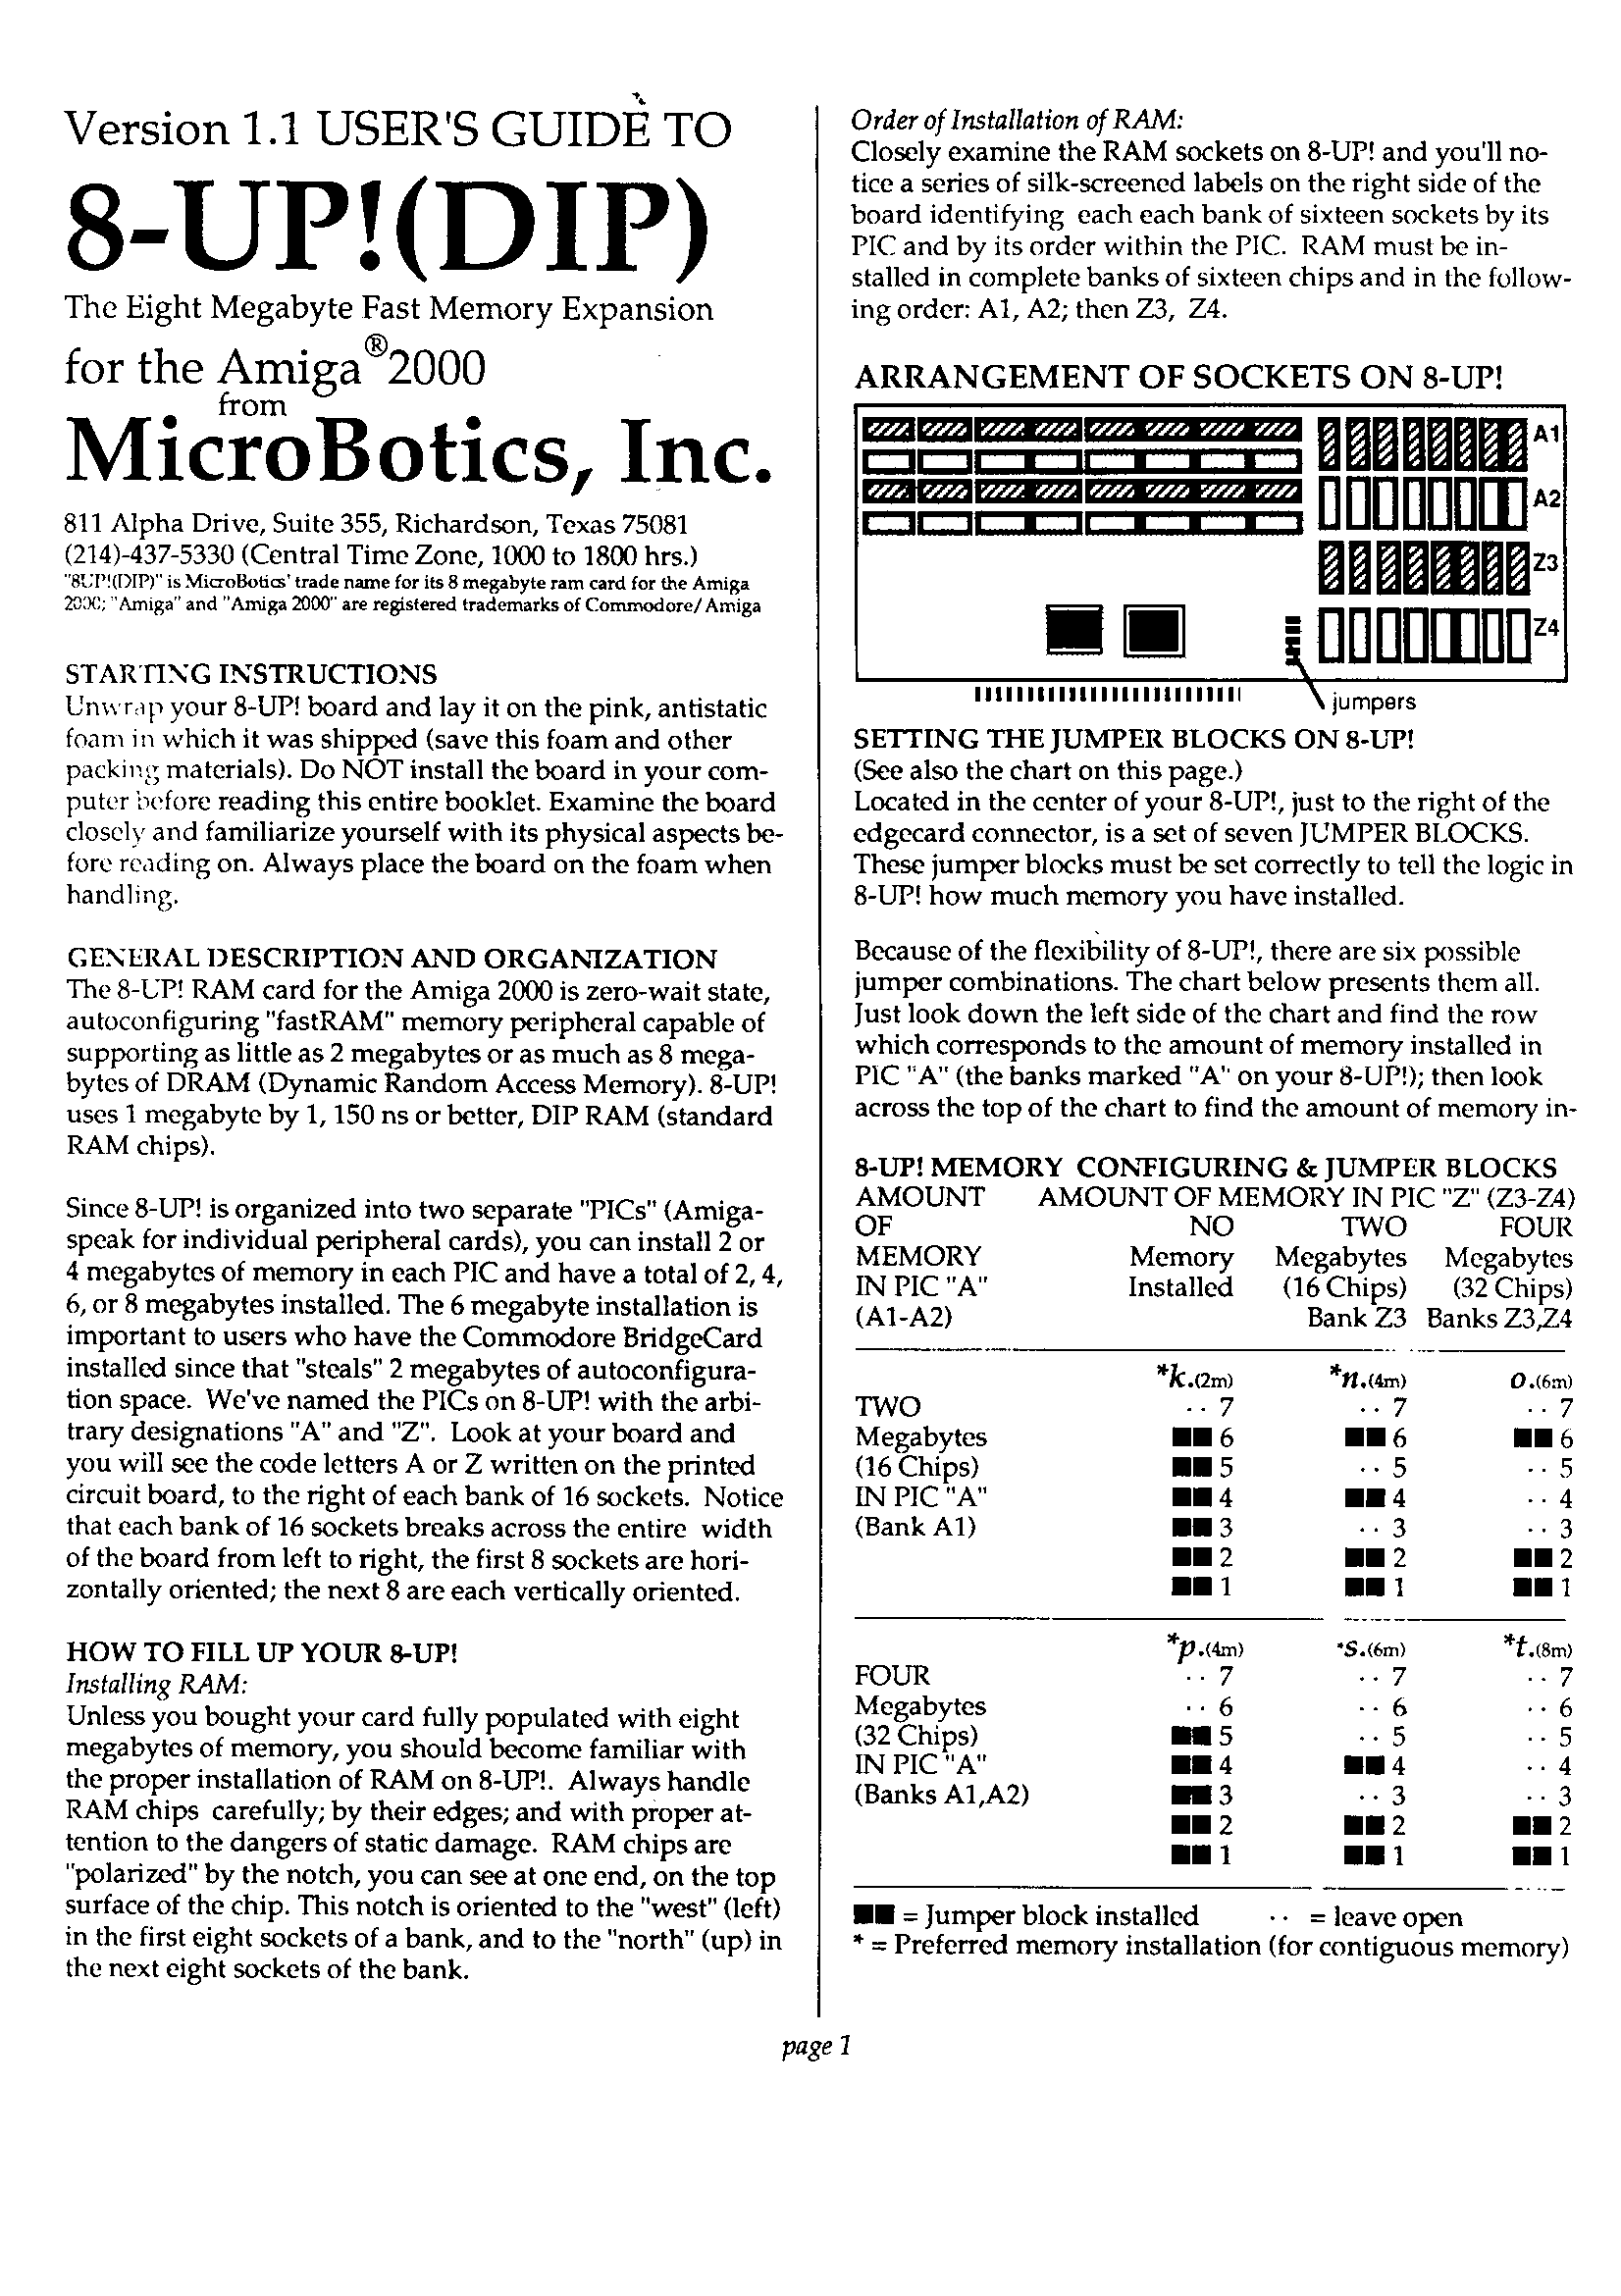 Version 1.1 USER'S GUIDE TO
8-UP!(DIP)
The Eight Megabyte Fast Memory Expansion
for the Amiga®2000
from
MicroBotics, Inc.
811 Alpha Drive, Suite 355, Richardson, Texas 75081
(214)-437-5330 (Central Time Zone, 1000 to 1800 hrs.)
"8UP!(DIP)" is MicroBotics' trade name for its 8 megabyte ram card for the Amiga
2000; "Amiga" and "Amiga 2000" are registered trademarks of Commodore/Amiga
STARTING INSTRUCTIONS
Unwrap your 8-UP! board and lay it on the pink, antistatic
foam in which it was shipped (save this foam and other
packing materials). Do NOT install the board in your com-
puter before reading this entire booklet. Examine the board
closely and familiarize yourself with its physical aspects be-
fore reading on. Always place the board on the foam when
handling.
GENERAL DESCRIPTION AND ORGANIZATION
The 8-UP! RAM card for the Amiga 2000 is zero-wait state,
autoconfiguring "fastRAM" memory peripheral capable of
supporting as little as 2 megabytes or as much as 8 mega-
bytes of DRAM (Dynamic Random Access Memory). 8-UP!
uses 1 megabyte by 1, 150 ns or better, DIP RAM (standard
RAM chips).
Since 8-UP! is organized into two separate "PICs" (Amiga-
speak for individual peripheral cards), you can install 2 or
4 megabytes of memory in each PIC and have a total of 2, 4,
6, or 8 megabytes installed. The 6 megabyte installation is
important to users who have the Commodore BridgeCard
installed since that "steals" 2 megabytes of autoconfigura-
tion space. We've named the PICs on 8-UP! with the arbi-
trary designations "A" and "Z". Look at your board and
you will see the code letters A or Z written on the printed
circuit board, to the right of each bank of 16 sockets. Notice
that each bank of 16 sockets breaks across the entire width
of the board from left to right, the first 8 sockets are hori-
zontally oriented; the next 8 are each vertically oriented.
HOW TO FILL UP YOUR 8-UP!
Installing RAM:
Unless you bought your card fully populated with eight
megabytes of memory, you should become familiar with
the proper installation of RAM on 8-UP!. Always handle
RAM chips carefully; by their edges; and with proper at-
tention to the dangers of static damage. RAM chips are
"polarized" by the notch, you can see at one end, on the top
surface of the chip. This notch is oriented to the "west" (left)
in the first eight sockets of a bank, and to the "north" (up) in
the next eight sockets of the bank.
Order of Installation of RAM:
Closely examine the RAM sockets on 8-UP! and you'll no-
tice a series of silk-screened labels on the right side of the
board identifying each each bank of sixteen sockets by its
PIC and by its order within the PIC. RAM must be in-
stalled in complete banks of sixteen chips and in the follow-
ing order: A1, A2; then Z3, Z4.
ARRANGEMENT OF SOCKETS ON 8-UP!
A1
A2
Z3
Z4
jumpers
SETTING THE JUMPER BLOCKS ON 8-UP!
(See also the chart on this page.)
Located in the center of your 8-UP!, just to the right of the
edgecard connector, is a set of seven JUMPER BLOCKS.
These jumper blocks must be set correctly to tell the logic in
8-UP! how much memory you have installed.
Because of the flexibility of 8-UP!, there are six possible
jumper combinations. The chart below presents them all.
Just look down the left side of the chart and find the row
which corresponds to the amount of memory installed in
PIC "A" (the banks marked "A" on your 8-UP!); then look
across the top of the chart to find the amount of memory in-
8-UP! MEMORY CONFIGURING & JUMPER BLOCKS
AMOUNT AMOUNT OF MEMORY IN PIC "Z" (Z3-Z4)
OF NO TWO FOUR
MEMORY Memory Megabytes Megabytes
IN PIC "A" Installed (16 Chips) (32 Chips)
(A1-A2) Bank Z3 Banks Z3,Z4
*k.(2m) *n.(4m) o.(6m)
TWO ·· 7 ·· 7 ·· 7
Megabytes ■■ 6 ■■ 6 ■■ 6
(16 Chips) ■■ 5 ·· 5 ·· 5
IN PIC "A" ■■ 4 ■■ 4 ·· 4
(Bank A1) ■■ 3 ·· 3 ·· 3
■■ 2 ■■ 2 ■■ 2
■■ 1 ■■ 1 ■■ 1
*p.(4m) *s.(6m) *t.(8m)
FOUR ·· 7 ·· 7 ·· 7
Megabytes ·· 6 ·· 6 ·· 6
(32 Chips) ■■ 5 ·· 5 ·· 5
IN PIC "A" ■■ 4 ■■ 4 ·· 4
(Banks A1,A2) ■■ 3 ·· 3 ·· 3
■■ 2 ■■ 2 ■■ 2
■■ 1 ■■ 1 ■■ 1
■■ = Jumper block installed ·· = leave open
* = Preferred memory installation (for contiguous memory)
page 1